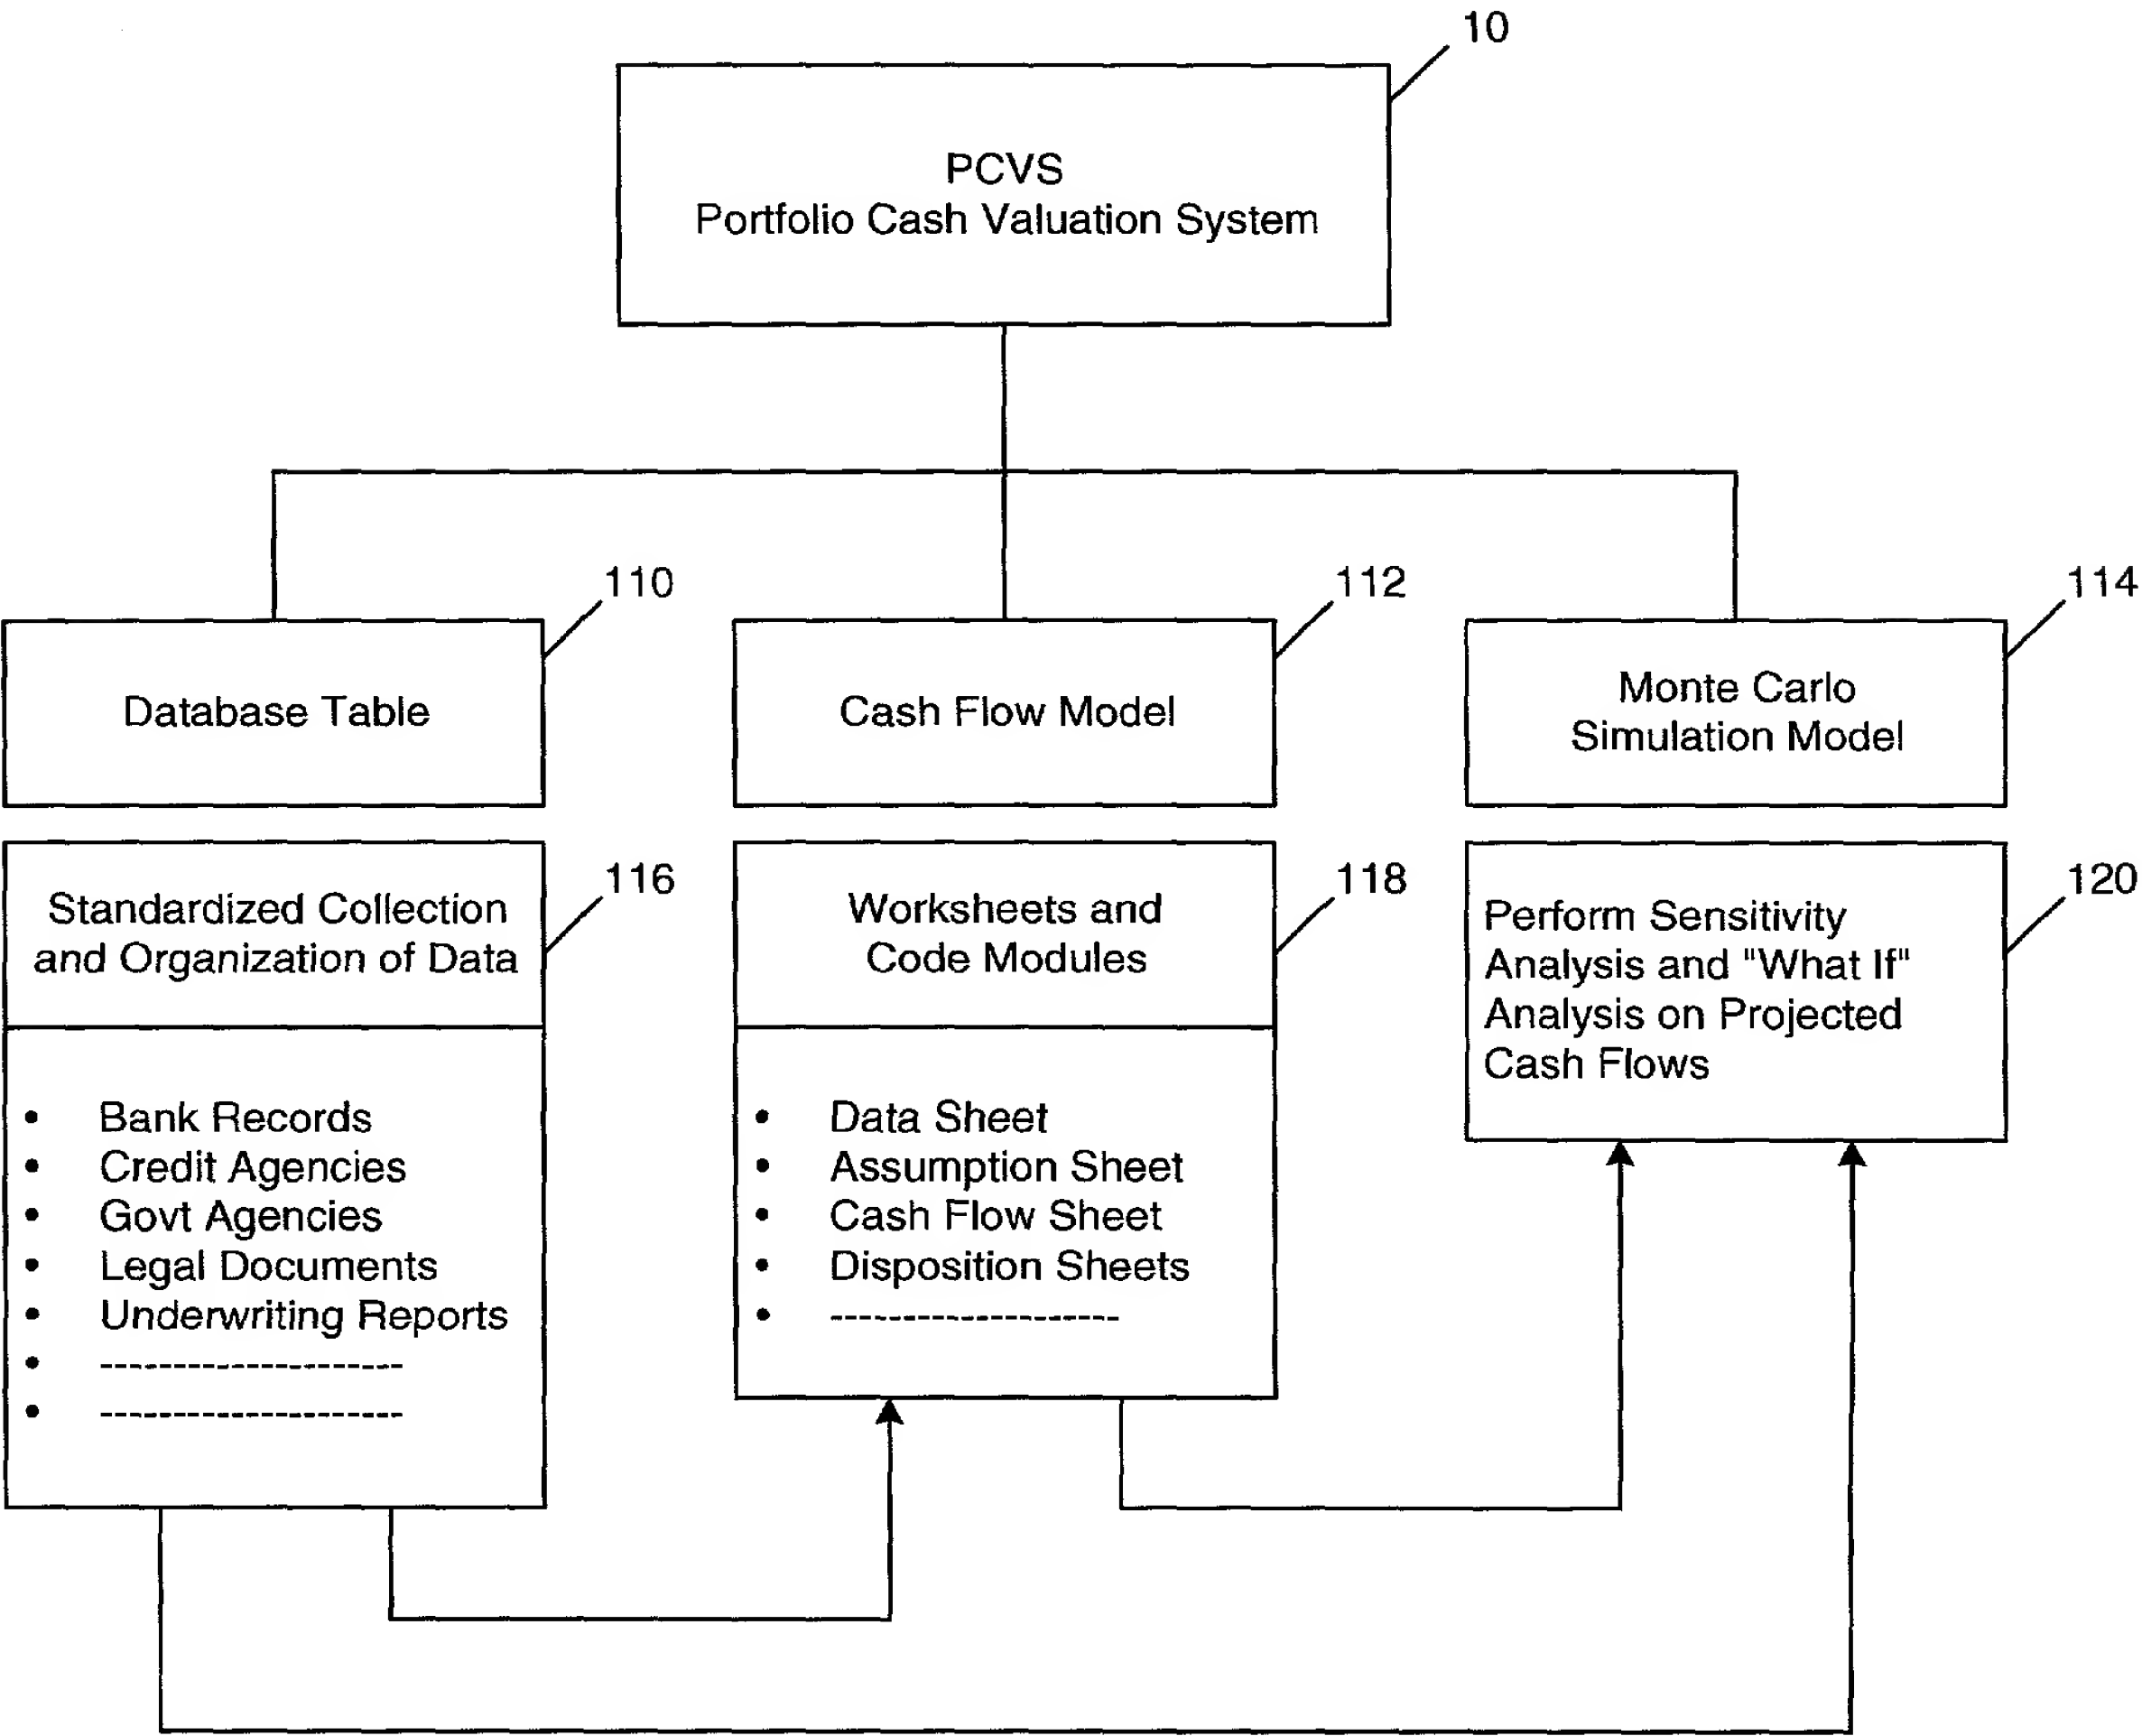 10
PCVS
Portfolio Cash Valuation System
110
112
114
Database Table
Cash Flow Model
Monte Carlo
Simulation Model
116
Standardized Collection
and Organization of Data
• Bank Records
• Credit Agencies
• Govt Agencies
• Legal Documents
• Underwriting Reports
• --------------------
• --------------------
118
Worksheets and
Code Modules
• Data Sheet
• Assumption Sheet
• Cash Flow Sheet
• Disposition Sheets
• -------------------
120
Perform Sensitivity
Analysis and "What If"
Analysis on Projected
Cash Flows